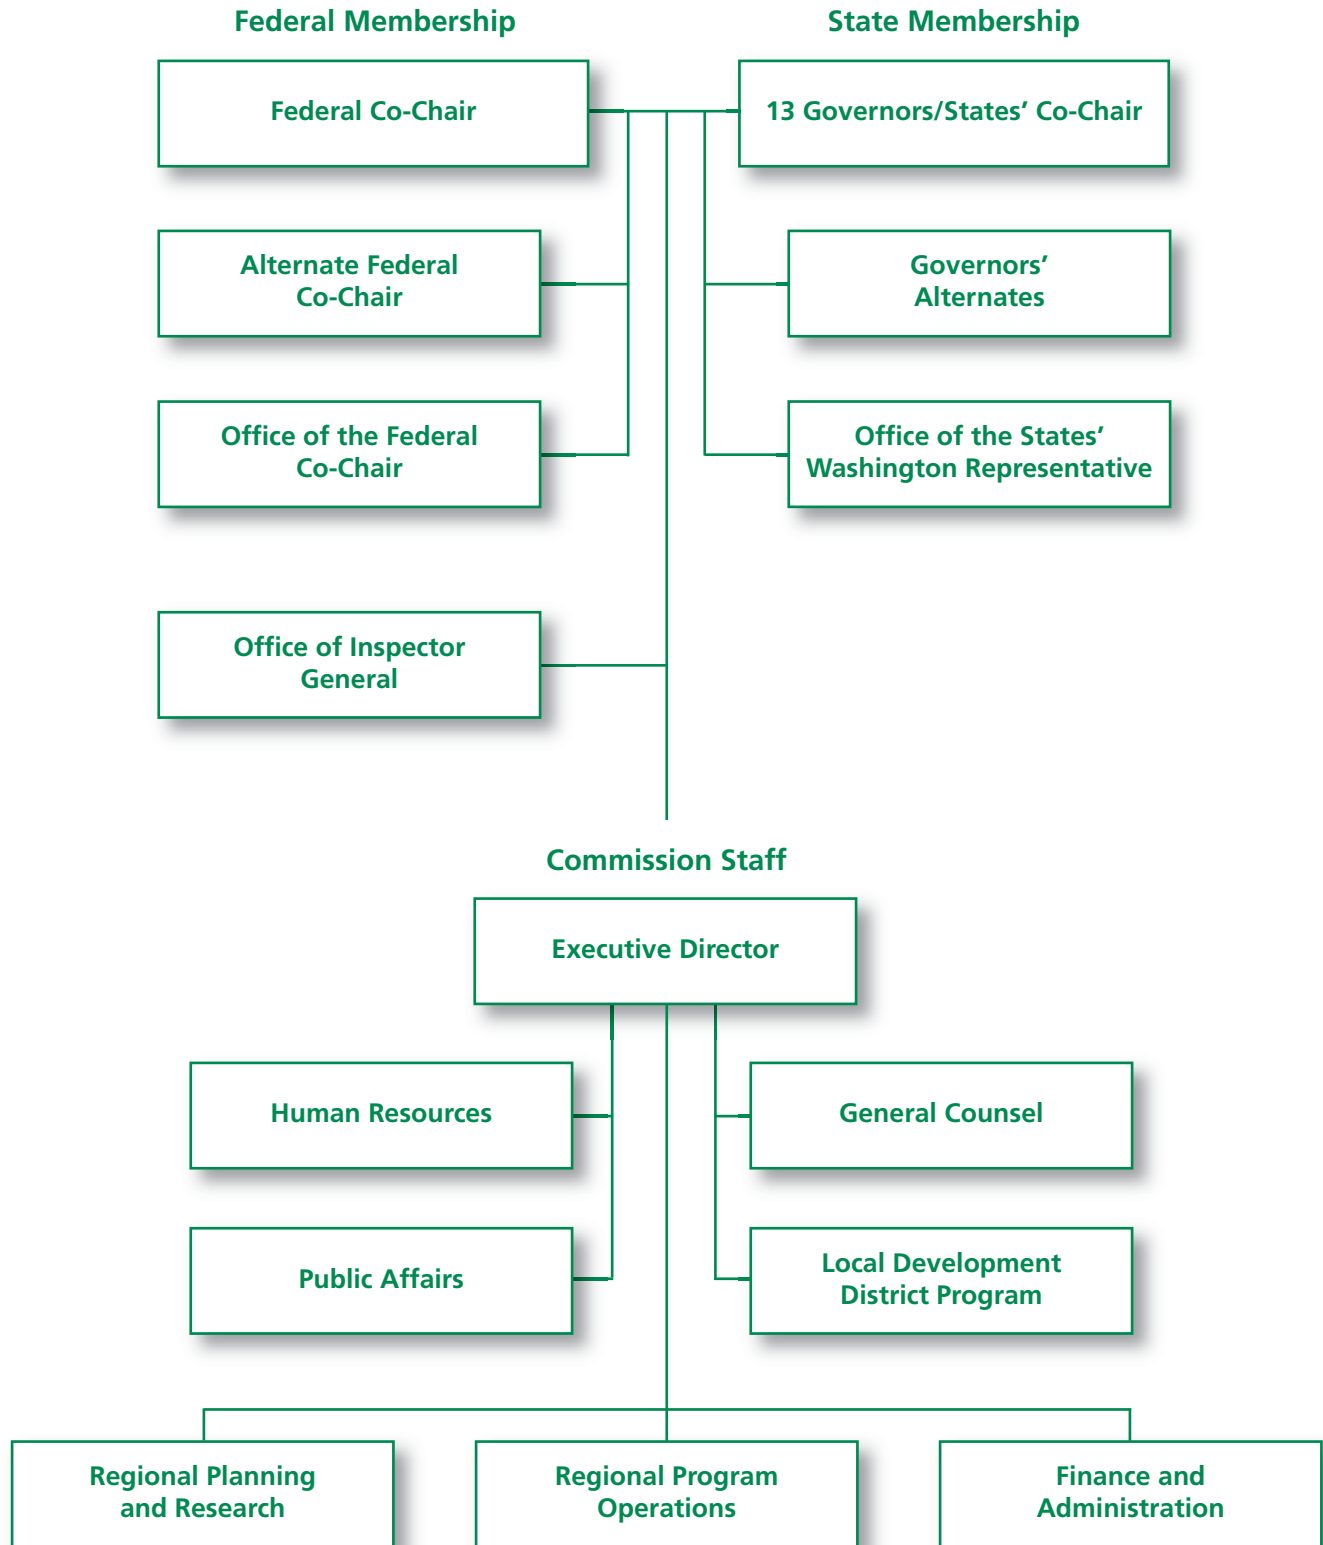 Federal Membership
State Membership
Federal Co-Chair
13 Governors/States’ Co-Chair
Alternate Federal
Co-Chair
Governors’
Alternates
Office of the Federal
Co-Chair
Office of the States’
Washington Representative
Office of Inspector
General
Commission Staff
Executive Director
Human Resources
General Counsel
Public Affairs
Local Development
District Program
Regional Planning
and Research
Regional Program
Operations
Finance and
Administration